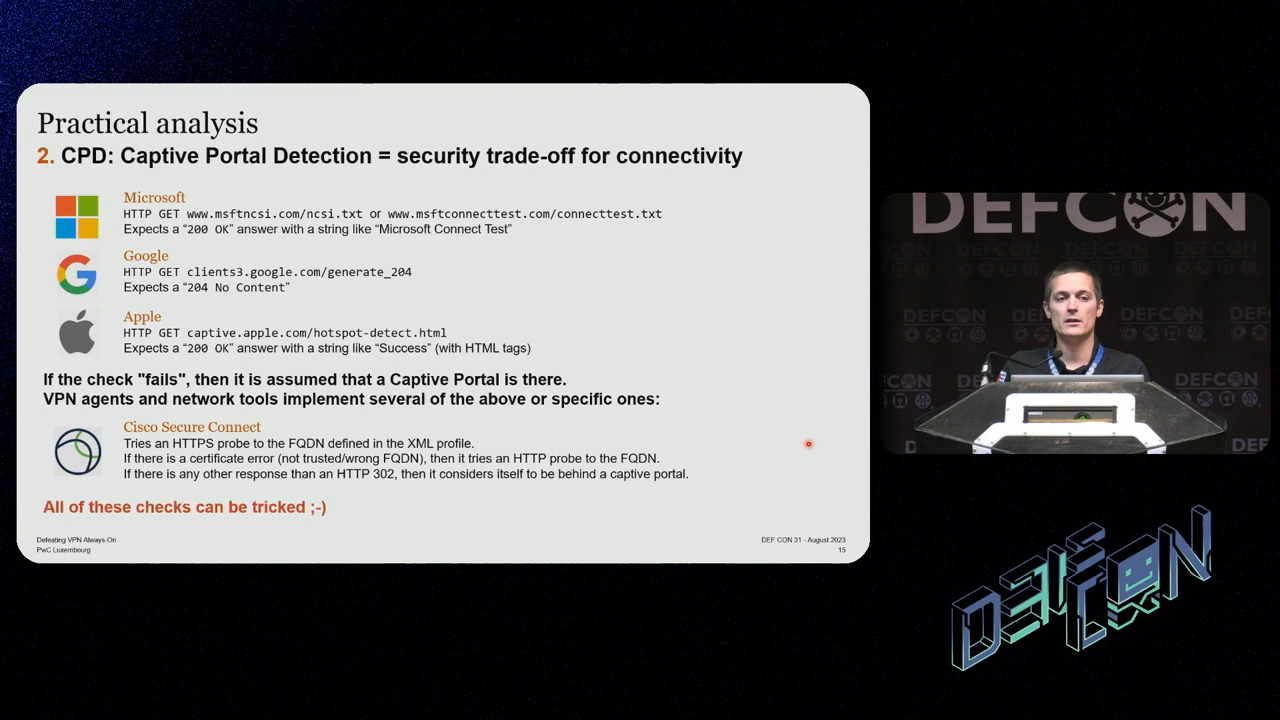 Practical analysis
2. CPD: Captive Portal Detection = security trade-off for connectivity
Microsoft
HTTP GET www.msftncsi.com/ncsi.txt or www.msftconnecttest.com/connecttest.txt
Expects a “200 OK” answer with a string like “Microsoft Connect Test”
Google
HTTP GET clients3.google.com/generate_204
Expects a “204 No Content”
Apple
HTTP GET captive.apple.com/hotspot-detect.html
Expects a “200 OK” answer with a string like “Success” (with HTML tags)
If the check "fails", then it is assumed that a Captive Portal is there.
VPN agents and network tools implement several of the above or specific ones:
Cisco Secure Connect
Tries an HTTPS probe to the FQDN defined in the XML profile.
If there is a certificate error (not trusted/wrong FQDN), then it tries an HTTP probe to the FQDN.
If there is any other response than an HTTP 302, then it considers itself to be behind a captive portal.
All of these checks can be tricked ;-)
Defeating VPN Always-On
PwC Luxembourg
DEF CON 31 - August 2023
15
DEFCON
DEFCON
DEFCON
DEFCON
DEFCON
DEFCON
DEFCON